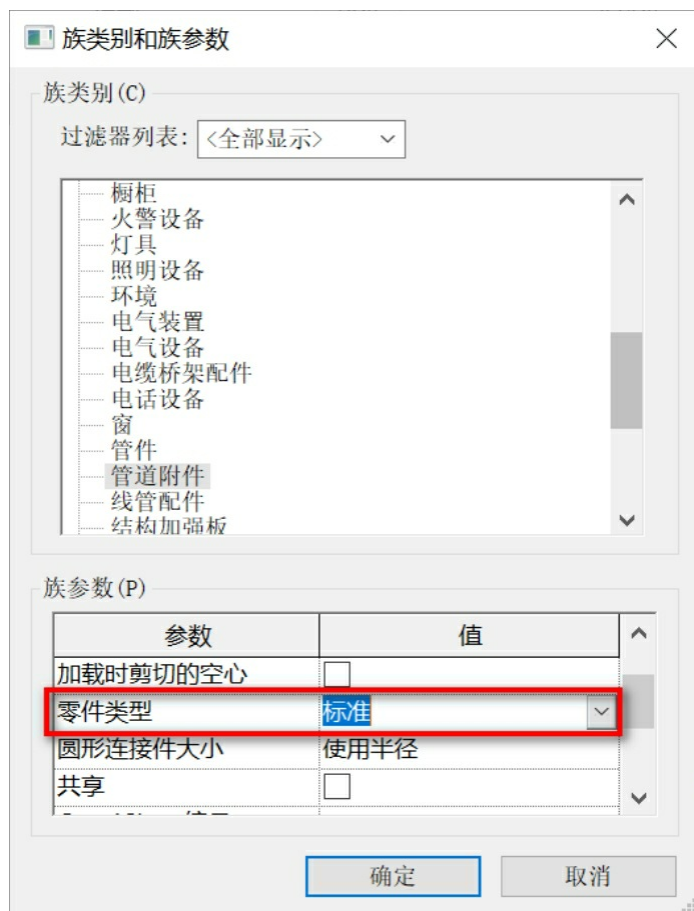 族类别和族参数
族类别(C)
过滤器列表: <全部显示>
橱柜
火警设备
灯具
照明设备
环境
电气装置
电气设备
电缆桥架配件
电话设备
窗
管件
管道附件
线管配件
结构加强板
族参数(P)
参数 值
加载时剪切的空心
零件类型 标准
圆形连接件大小 使用半径
共享
确定 取消